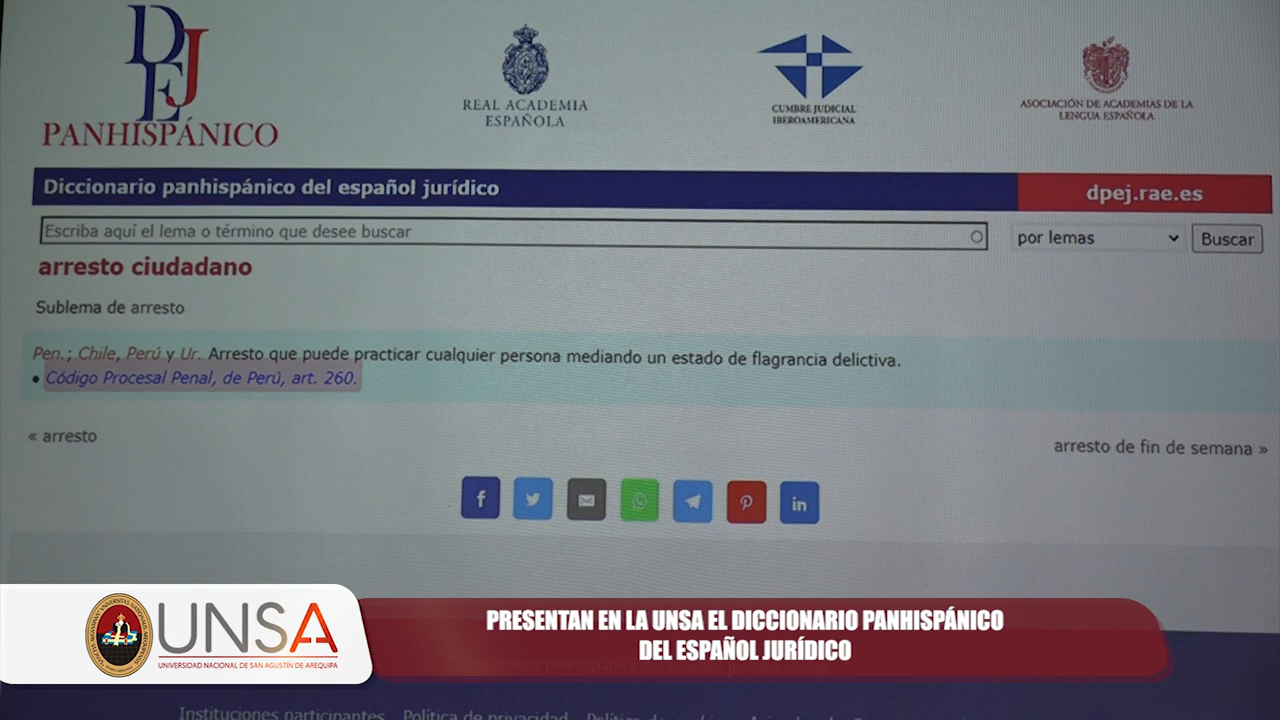 DEJ
PANHISPÁNICO
REAL ACADEMIA
ESPAÑOLA
CUMBRE JUDICIAL
IBEROAMERICANA
ASOCIACIÓN DE ACADEMIAS DE LA
LENGUA ESPAÑOLA
Diccionario panhispánico del español jurídico
dpej.rae.es
Escriba aquí el lema o término que desee buscar
por lemas
Buscar
arresto ciudadano
Sublema de arresto
Pen.; Chile, Perú y Ur. Arresto que puede practicar cualquier persona mediando un estado de flagrancia delictiva.
• Código Procesal Penal, de Perú, art. 260.
« arresto
arresto de fin de semana »
UNSA
UNIVERSIDAD NACIONAL DE SAN AGUSTÍN DE AREQUIPA
PRESENTAN EN LA UNSA EL DICCIONARIO PANHISPÁNICO
DEL ESPAÑOL JURÍDICO
Instituciones participantes Política de privacidad